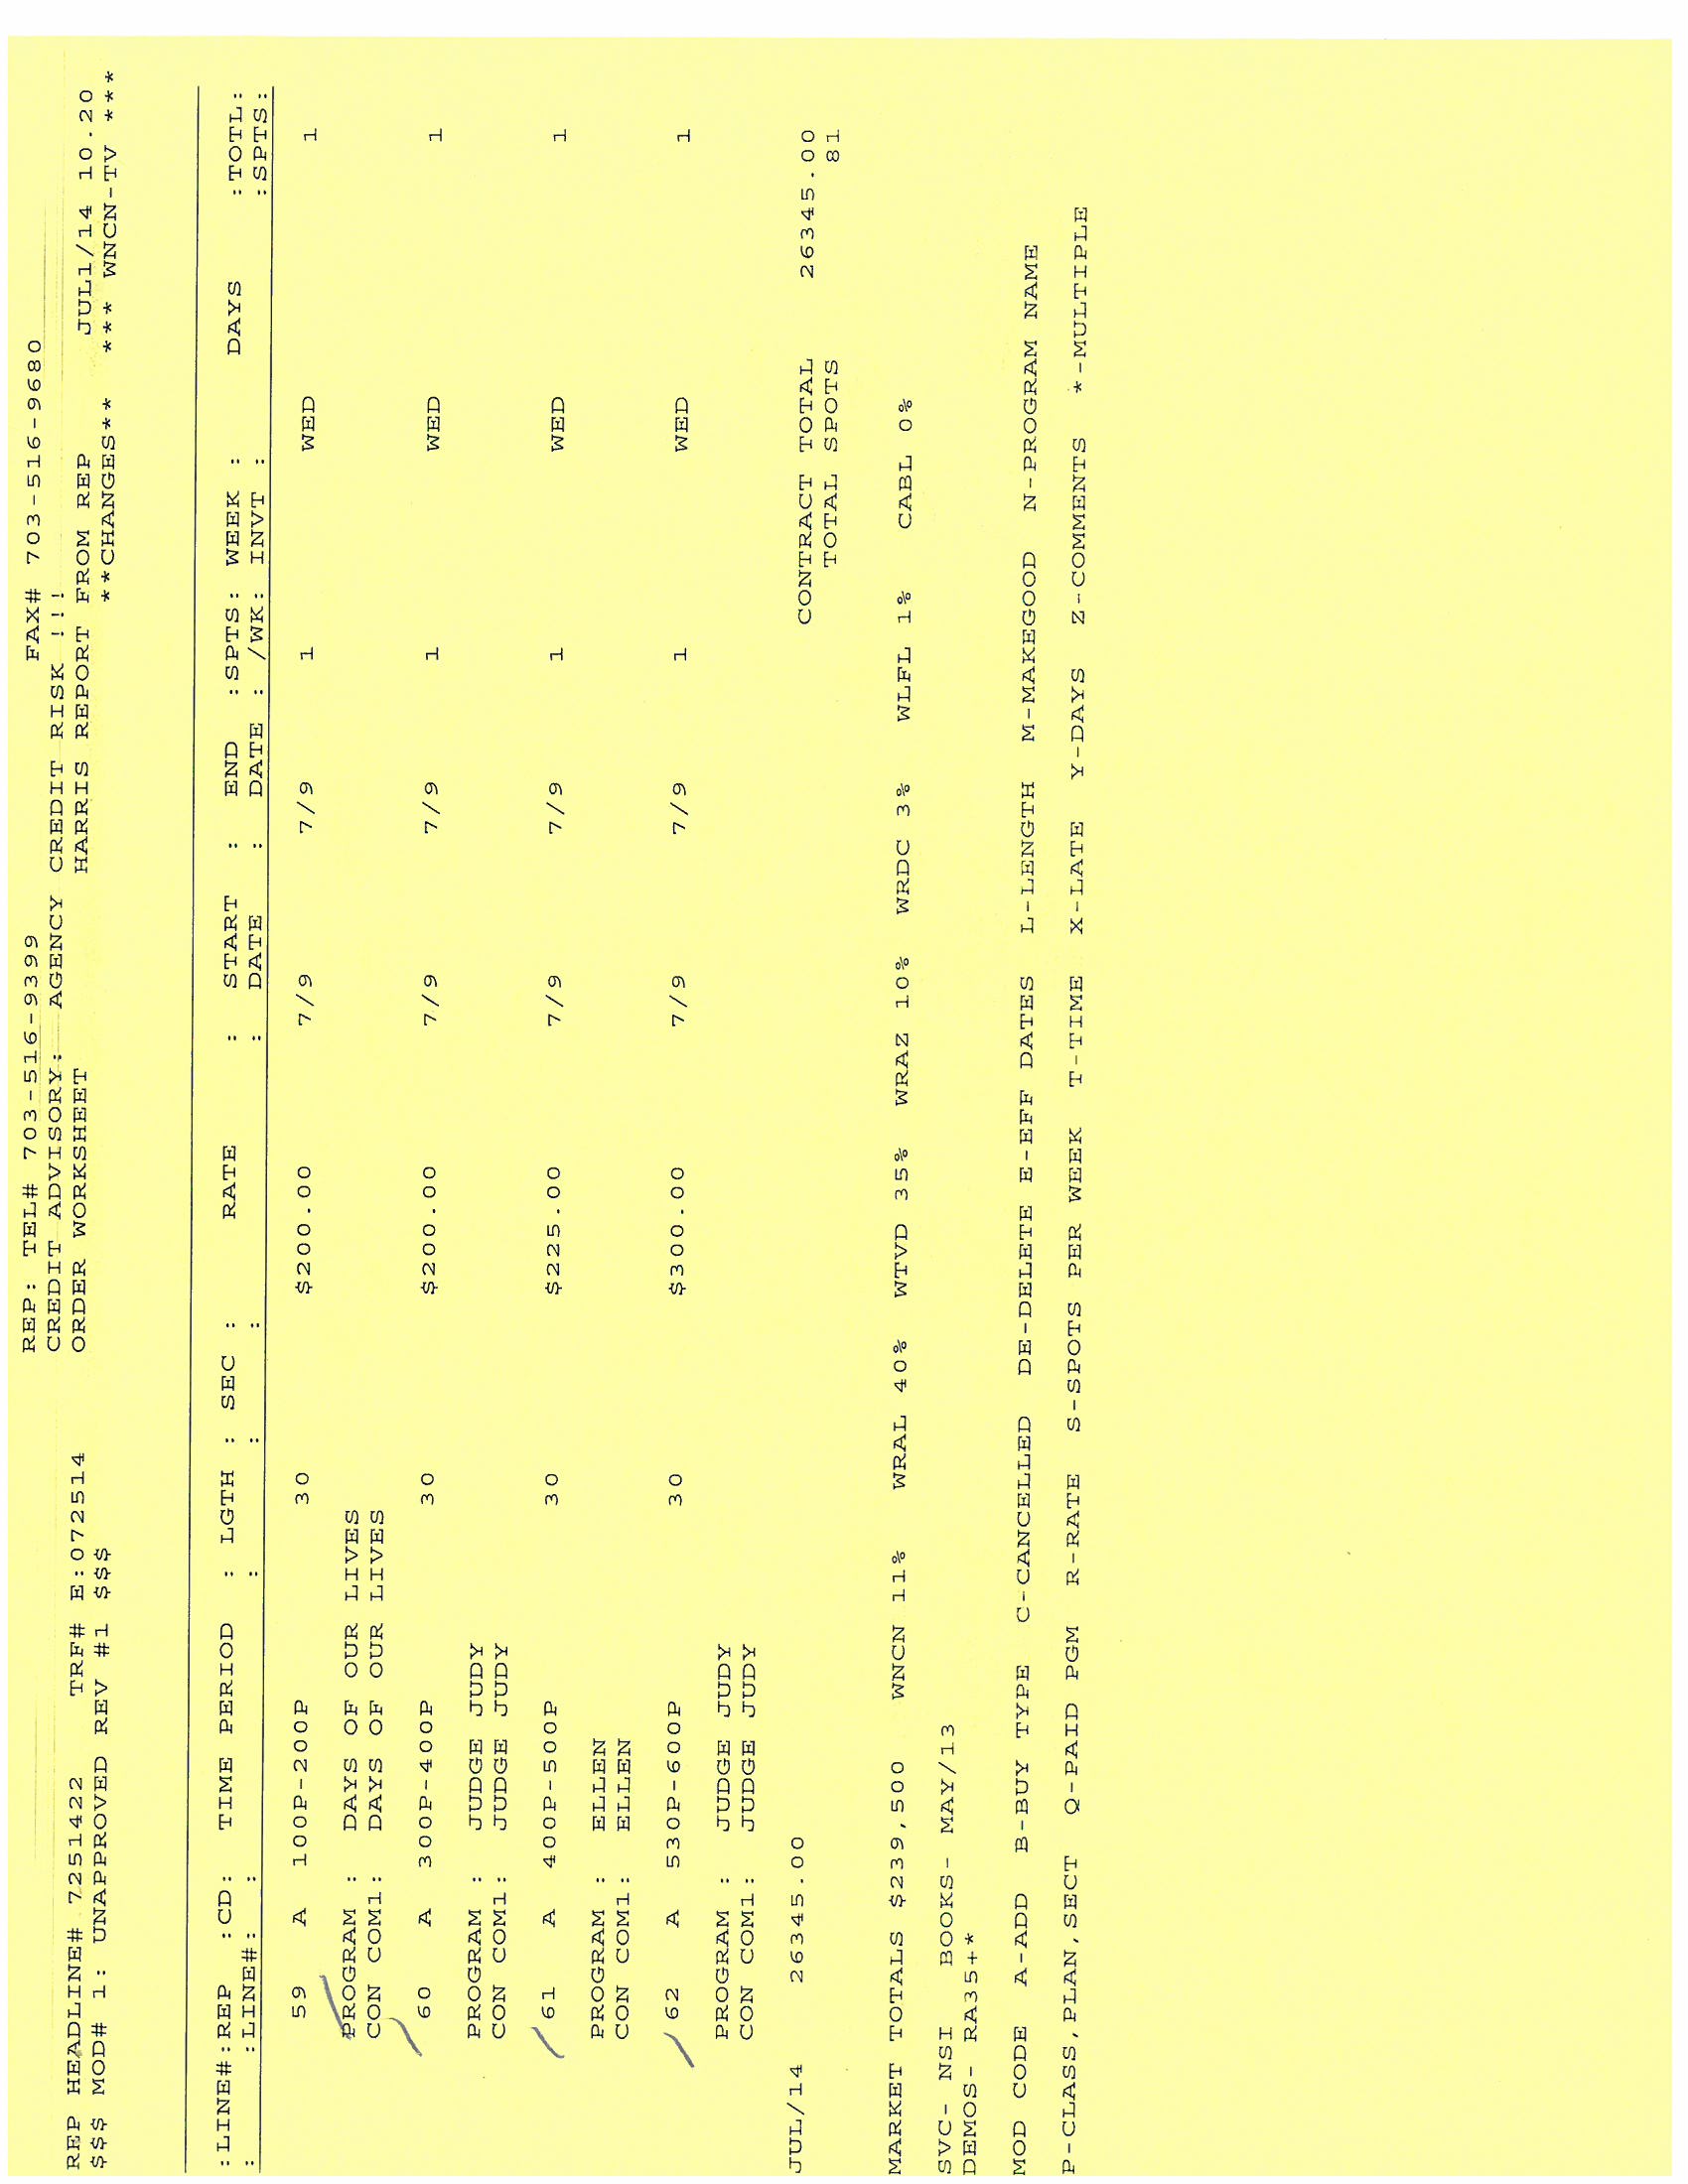 REP: TEL# 703-516-9399 FAX# 703-516-9680
CREDIT ADVISORY: AGENCY CREDIT RISK !!!
REP HEADLINE# 7251422 TRF# E:072514 ORDER WORKSHEET HARRIS REPORT FROM REP JUL1/14 10.20
$$$ MOD# 1: UNAPPROVED REV #1 $$$ **CHANGES** *** WNCN-TV ***
:LINE#:REP :CD: TIME PERIOD : LGTH : SEC : RATE : START : END :SPTS: WEEK : DAYS :TOTL:
: :LINE#: : : : : : DATE : DATE : /WK: INVT : :SPTS:
59 A 100P-200P 30 $200.00 7/9 7/9 1 WED 1
PROGRAM : DAYS OF OUR LIVES
CON COM1: DAYS OF OUR LIVES
60 A 300P-400P 30 $200.00 7/9 7/9 1 WED 1
PROGRAM : JUDGE JUDY
CON COM1: JUDGE JUDY
61 A 400P-500P 30 $225.00 7/9 7/9 1 WED 1
PROGRAM : ELLEN
CON COM1: ELLEN
62 A 530P-600P 30 $300.00 7/9 7/9 1 WED 1
PROGRAM : JUDGE JUDY
CON COM1: JUDGE JUDY
JUL/14 26345.00 CONTRACT TOTAL 26345.00
TOTAL SPOTS 81
MARKET TOTALS $239,500 WNCN 11% WRAL 40% WTVD 35% WRAZ 10% WRDC 3% WLFL 1% CABL 0%
SVC- NSI BOOKS- MAY/13
DEMOS- RA35+*
MOD CODE A-ADD B-BUY TYPE C-CANCELLED DE-DELETE E-EFF DATES L-LENGTH M-MAKEGOOD N-PROGRAM NAME
P-CLASS,PLAN,SECT Q-PAID PGM R-RATE S-SPOTS PER WEEK T-TIME X-LATE Y-DAYS Z-COMMENTS *-MULTIPLE